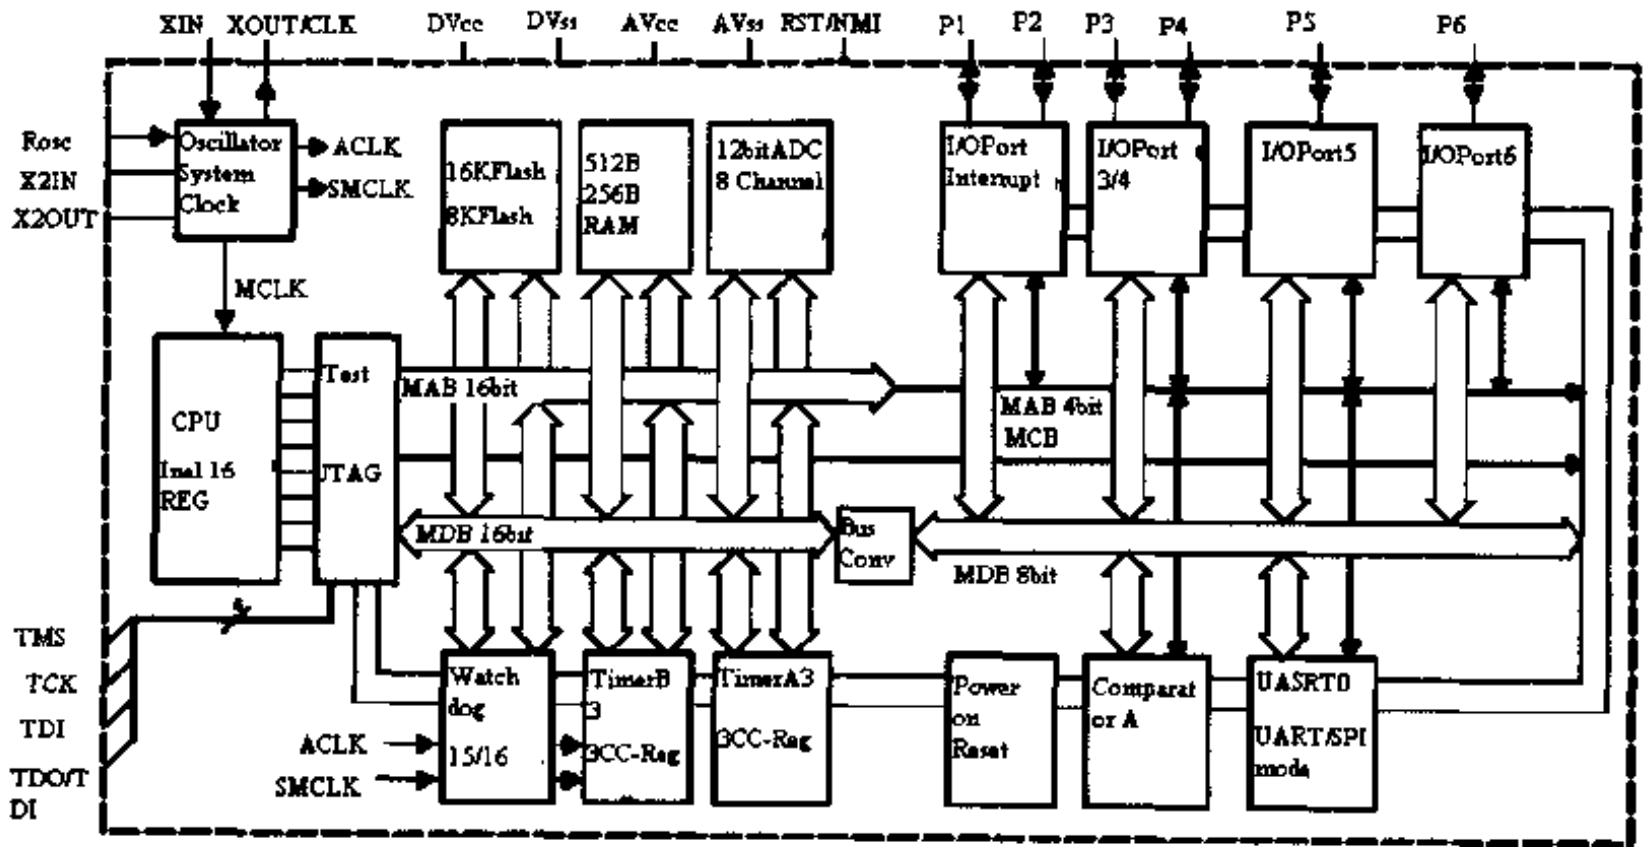 XIN XOUT/CLK DVcc DVss AVcc AVss RST/NMI P1 P2 P3 P4 P5 P6
Rosc
X2IN
X2OUT
Oscillator
System
Clock
ACLK
SMCLK
MCLK
16KFlash
8KFlash
512B
256B
RAM
12bitADC
8 Channel
I/OPort
Interrupt
I/OPort
3/4
I/OPort5
I/OPort6
CPU
Inal 16
REG
Test
JTAG
MAB 16bit
MAB 4bit
MCB
MDB 16bit
Bus
Conv
MDB 8bit
TMS
TCK
TDI
TDO/T
DI
ACLK
SMCLK
Watch
dog
15/16
TimerB
3
3CC-Reg
TimerA3
3CC-Reg
Power
on
Reset
Comparat
or A
UASRT0
UART/SPI
mode